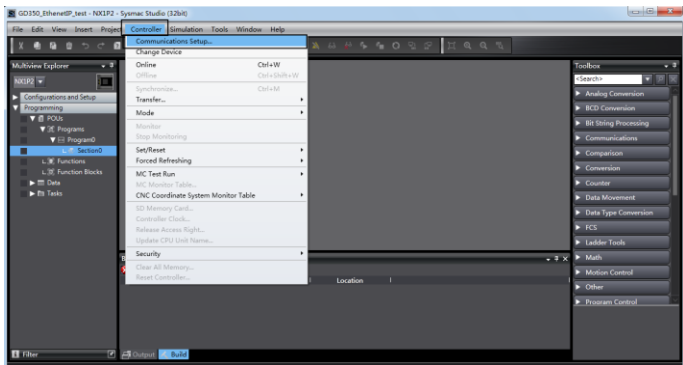 GD350_EthenetIP_test - NX1P2 - Sysmac Studio (32bit)
File Edit View Insert Project Controller Simulation Tools Window Help
Communications Setup...
Change Device
Online Ctrl+W
Offline Ctrl+Shift+W
Synchronize... Ctrl+M
Transfer...
Mode
Monitor
Stop Monitoring
Set/Reset
Forced Refreshing
MC Test Run
MC Monitor Table...
CNC Coordinate System Monitor Table
SD Memory Card...
Controller Clock...
Release Access Right...
Update CPU Unit Name...
Security
Clear All Memory...
Reset Controller...
Multiview Explorer
NX1P2
Configurations and Setup
Programming
POUs
Programs
Program0
Section0
Functions
Function Blocks
Data
Tasks
Filter
Location
Output Build
Toolbox
<Search>
Analog Conversion
BCD Conversion
Bit String Processing
Communications
Comparison
Conversion
Counter
Data Movement
Data Type Conversion
FCS
Ladder Tools
Math
Motion Control
Other
Program Control